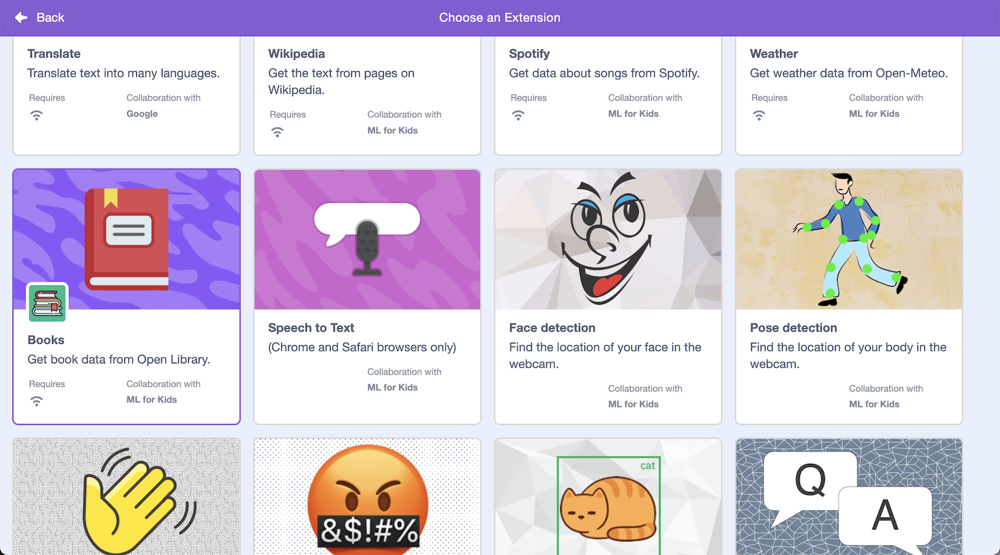 Back
Choose an Extension
Translate
Translate text into many languages.
Requires
Collaboration with
Google
Wikipedia
Get the text from pages on
Wikipedia.
Requires
Collaboration with
ML for Kids
Spotify
Get data about songs from Spotify.
Requires
Collaboration with
ML for Kids
Weather
Get weather data from Open-Meteo.
Requires
Collaboration with
ML for Kids
Books
Get book data from Open Library.
Requires
Collaboration with
ML for Kids
Speech to Text
(Chrome and Safari browsers only)
Collaboration with
ML for Kids
Face detection
Find the location of your face in the
webcam.
Collaboration with
ML for Kids
Pose detection
Find the location of your body in the
webcam.
Collaboration with
ML for Kids
&$!#%
cat
Q
A